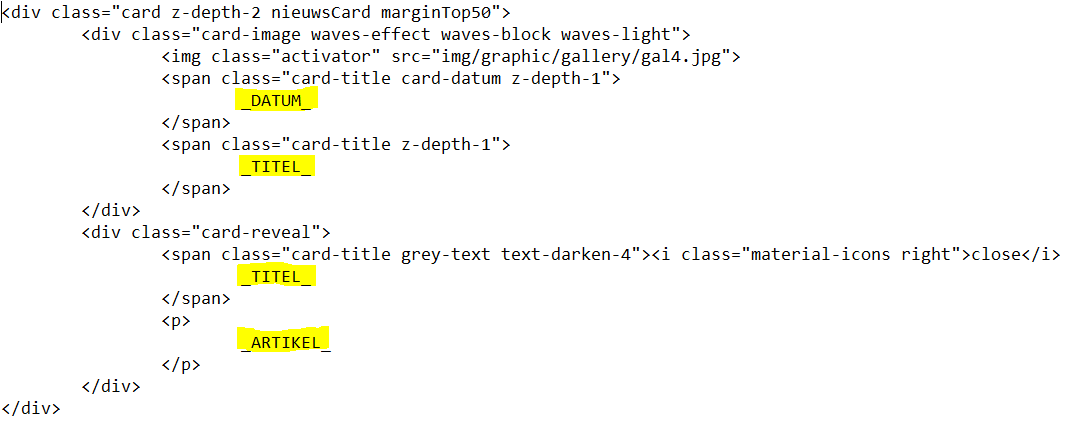 <div class="card z-depth-2 nieuwsCard marginTop50">
<div class="card-image waves-effect waves-block waves-light">
<img class="activator" src="img/graphic/gallery/gal4.jpg">
<span class="card-title card-datum z-depth-1">
_DATUM_
</span>
<span class="card-title z-depth-1">
_TITEL_
</span>
</div>
<div class="card-reveal">
<span class="card-title grey-text text-darken-4"><i class="material-icons right">close</i>
_TITEL_
</span>
<p>
_ARTIKEL_
</p>
</div>
</div>